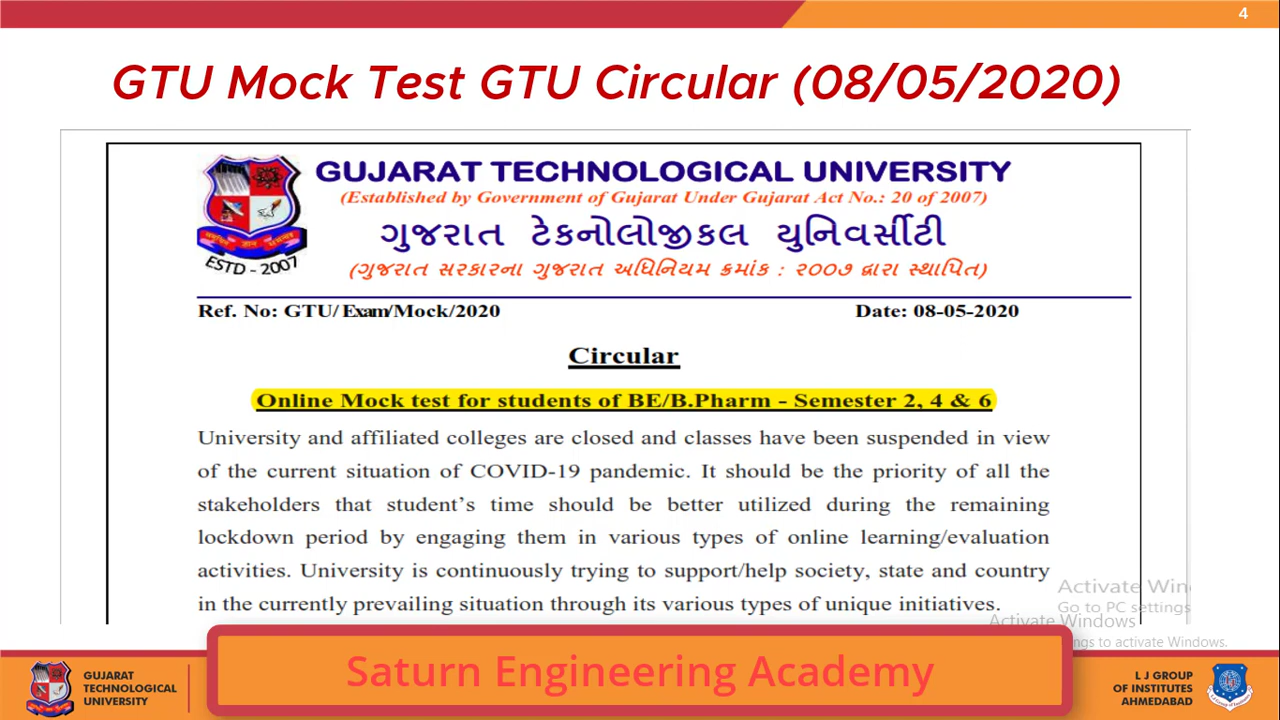 4
GTU Mock Test GTU Circular (08/05/2020)
GUJARAT TECHNOLOGICAL UNIVERSITY
(Established by Government of Gujarat Under Gujarat Act No.: 20 of 2007)
ગુજરાત ટેકનોલોજીકલ યુનિવર્સીટી
(ગુજરાત સરકારના ગુજરાત અધિનિયમ ક્રમાંક : ૨૦૦૭ દ્વારા સ્થાપિત)
ESTD - 2007
Ref. No: GTU/Exam/Mock/2020
Date: 08-05-2020
Circular
Online Mock test for students of BE/B.Pharm - Semester 2, 4 & 6
University and affiliated colleges are closed and classes have been suspended in view
of the current situation of COVID-19 pandemic. It should be the priority of all the
stakeholders that student's time should be better utilized during the remaining
lockdown period by engaging them in various types of online learning/evaluation
activities. University is continuously trying to support/help society, state and country
in the currently prevailing situation through its various types of unique initiatives.
Activate Win
Go to PC settings
Activate Windows
ngs to activate Windows.
GUJARAT
TECHNOLOGICAL
UNIVERSITY
Saturn Engineering Academy
L J GROUP
OF INSTITUTES
AHMEDABAD